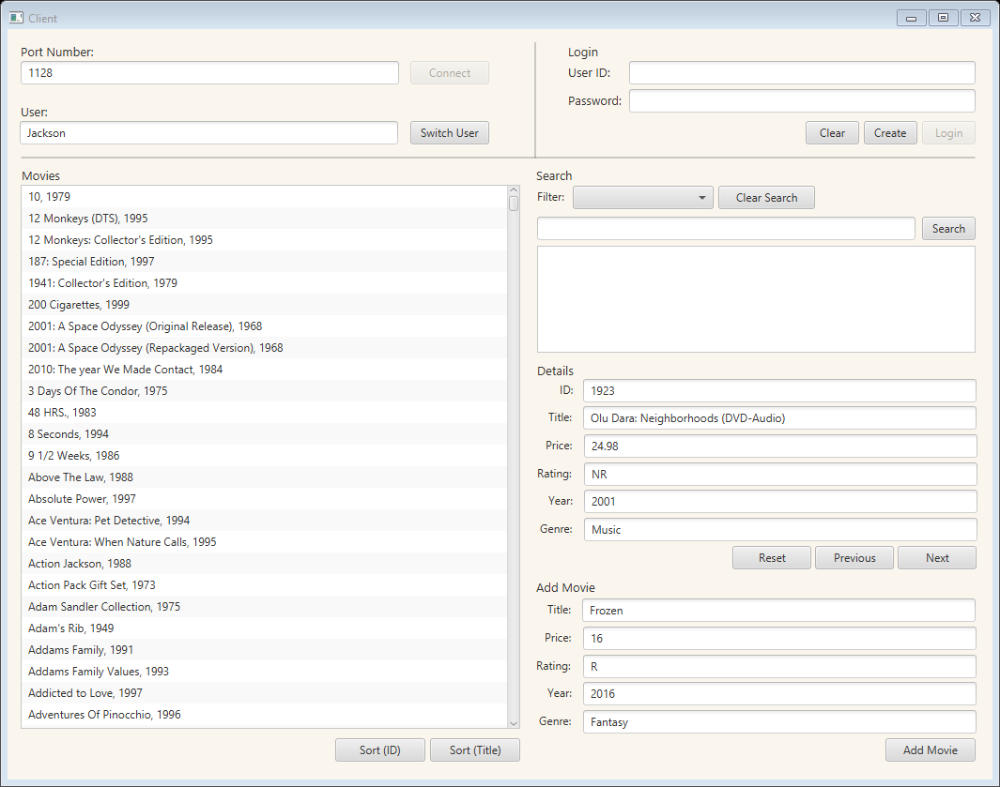 Client
Port Number:
1128
Connect
User:
Jackson
Switch User
Login
User ID:
Password:
Clear
Create
Login
Movies
10, 1979
12 Monkeys (DTS), 1995
12 Monkeys: Collector's Edition, 1995
187: Special Edition, 1997
1941: Collector's Edition, 1979
200 Cigarettes, 1999
2001: A Space Odyssey (Original Release), 1968
2001: A Space Odyssey (Repackaged Version), 1968
2010: The year We Made Contact, 1984
3 Days Of The Condor, 1975
48 HRS., 1983
8 Seconds, 1994
9 1/2 Weeks, 1986
Above The Law, 1988
Absolute Power, 1997
Ace Ventura: Pet Detective, 1994
Ace Ventura: When Nature Calls, 1995
Action Jackson, 1988
Action Pack Gift Set, 1973
Adam Sandler Collection, 1975
Adam's Rib, 1949
Addams Family, 1991
Addams Family Values, 1993
Addicted to Love, 1997
Adventures Of Pinocchio, 1996
Sort (ID)
Sort (Title)
Search
Filter:
Clear Search
Search
Details
ID: 1923
Title: Olu Dara: Neighborhoods (DVD-Audio)
Price: 24.98
Rating: NR
Year: 2001
Genre: Music
Reset
Previous
Next
Add Movie
Title: Frozen
Price: 16
Rating: R
Year: 2016
Genre: Fantasy
Add Movie